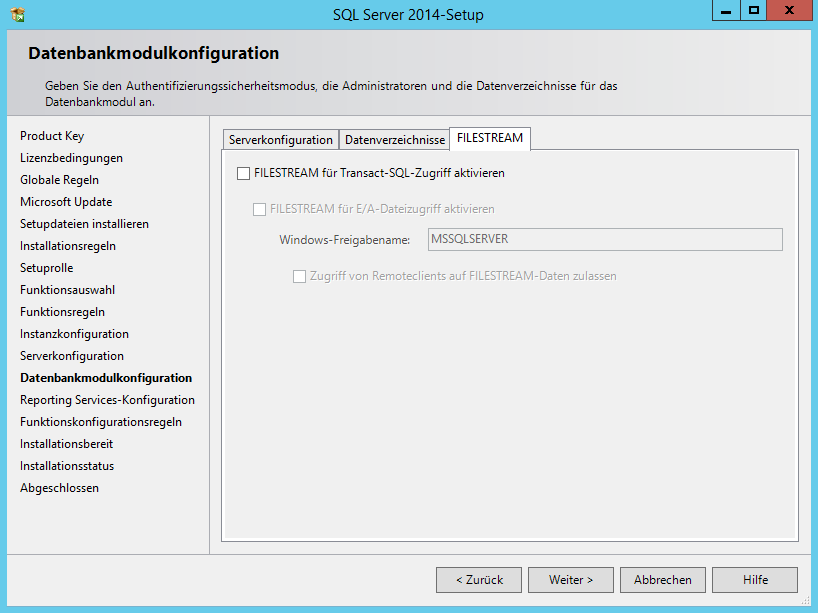 SQL Server 2014-Setup
Datenbankmodulkonfiguration
Geben Sie den Authentifizierungssicherheitsmodus, die Administratoren und die Datenverzeichnisse für das
Datenbankmodul an.
Product Key
Lizenzbedingungen
Globale Regeln
Microsoft Update
Setupdateien installieren
Installationsregeln
Setuprolle
Funktionsauswahl
Funktionsregeln
Instanzkonfiguration
Serverkonfiguration
Datenbankmodulkonfiguration
Reporting Services-Konfiguration
Funktionskonfigurationsregeln
Installationsbereit
Installationsstatus
Abgeschlossen
Serverkonfiguration Datenverzeichnisse FILESTREAM
FILESTREAM für Transact-SQL-Zugriff aktivieren
FILESTREAM für E/A-Dateizugriff aktivieren
Windows-Freigabename: MSSQLSERVER
Zugriff von Remoteclients auf FILESTREAM-Daten zulassen
< Zurück Weiter > Abbrechen Hilfe